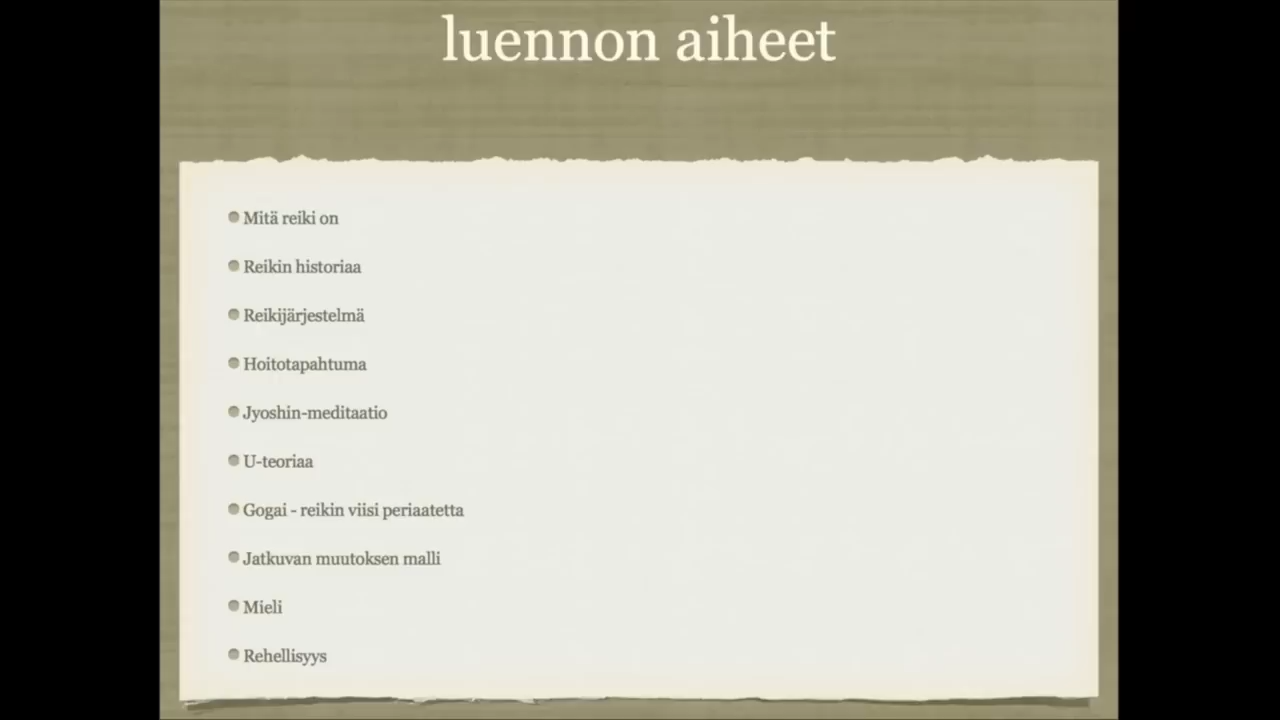 luennon aiheet
Mitä reiki on
Reikin historiaa
Reikijärjestelmä
Hoitotapahtuma
Jyoshin-meditaatio
U-teoriaa
Gogai - reikin viisi periaatetta
Jatkuvan muutoksen malli
Mieli
Rehellisyys